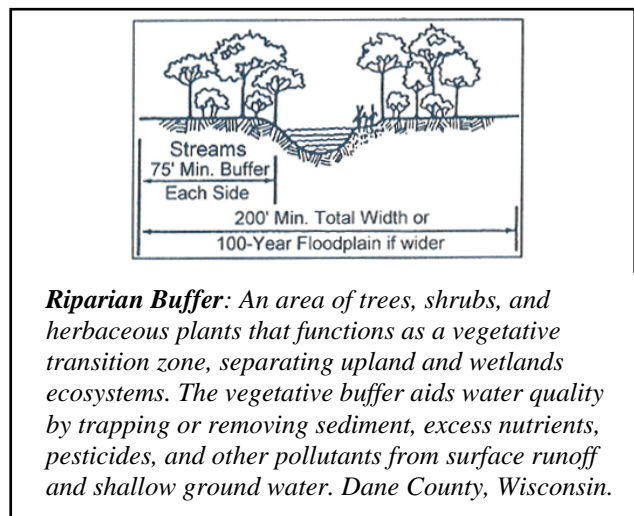 Streams
75' Min. Buffer
Each Side
200' Min. Total Width or
100-Year Floodplain if wider
Riparian Buffer: An area of trees, shrubs, and
herbaceous plants that functions as a vegetative
transition zone, separating upland and wetlands
ecosystems. The vegetative buffer aids water quality
by trapping or removing sediment, excess nutrients,
pesticides, and other pollutants from surface runoff
and shallow ground water. Dane County, Wisconsin.